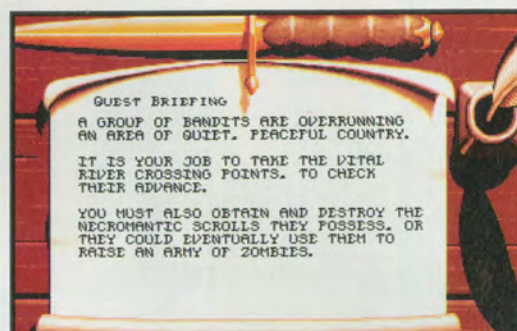 QUEST BRIEFING
A GROUP OF BANDITS ARE OVERRUNNING
AN AREA OF QUIET, PEACEFUL COUNTRY.
IT IS YOUR JOB TO TAKE THE VITAL
RIVER CROSSING POINTS, TO CHECK
THEIR ADVANCE.
YOU MUST ALSO OBTAIN AND DESTROY THE
NECROMANTIC SCROLLS THEY POSSESS, OR
THEY COULD EVENTUALLY USE THEM TO
RAISE AN ARMY OF ZOMBIES.